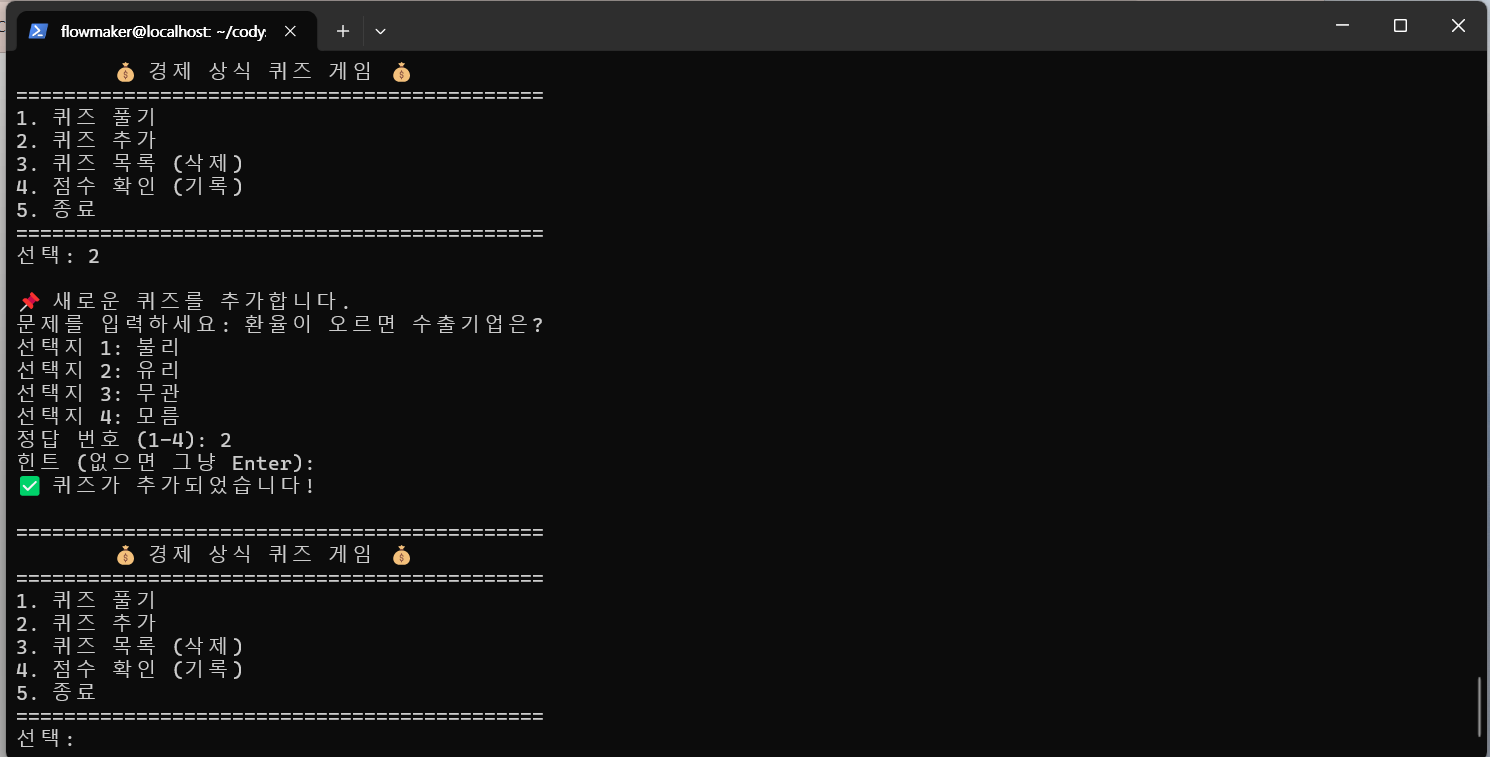 flowmaker@localhost: ~/cody
💰 경제 상식 퀴즈 게임 💰
============================================
1. 퀴즈 풀기
2. 퀴즈 추가
3. 퀴즈 목록 (삭제)
4. 점수 확인 (기록)
5. 종료
============================================
선택: 2
📌 새로운 퀴즈를 추가합니다.
문제를 입력하세요: 환율이 오르면 수출기업은?
선택지 1: 불리
선택지 2: 유리
선택지 3: 무관
선택지 4: 모름
정답 번호 (1-4): 2
힌트 (없으면 그냥 Enter):
✅ 퀴즈가 추가되었습니다!
============================================
💰 경제 상식 퀴즈 게임 💰
============================================
1. 퀴즈 풀기
2. 퀴즈 추가
3. 퀴즈 목록 (삭제)
4. 점수 확인 (기록)
5. 종료
============================================
선택: